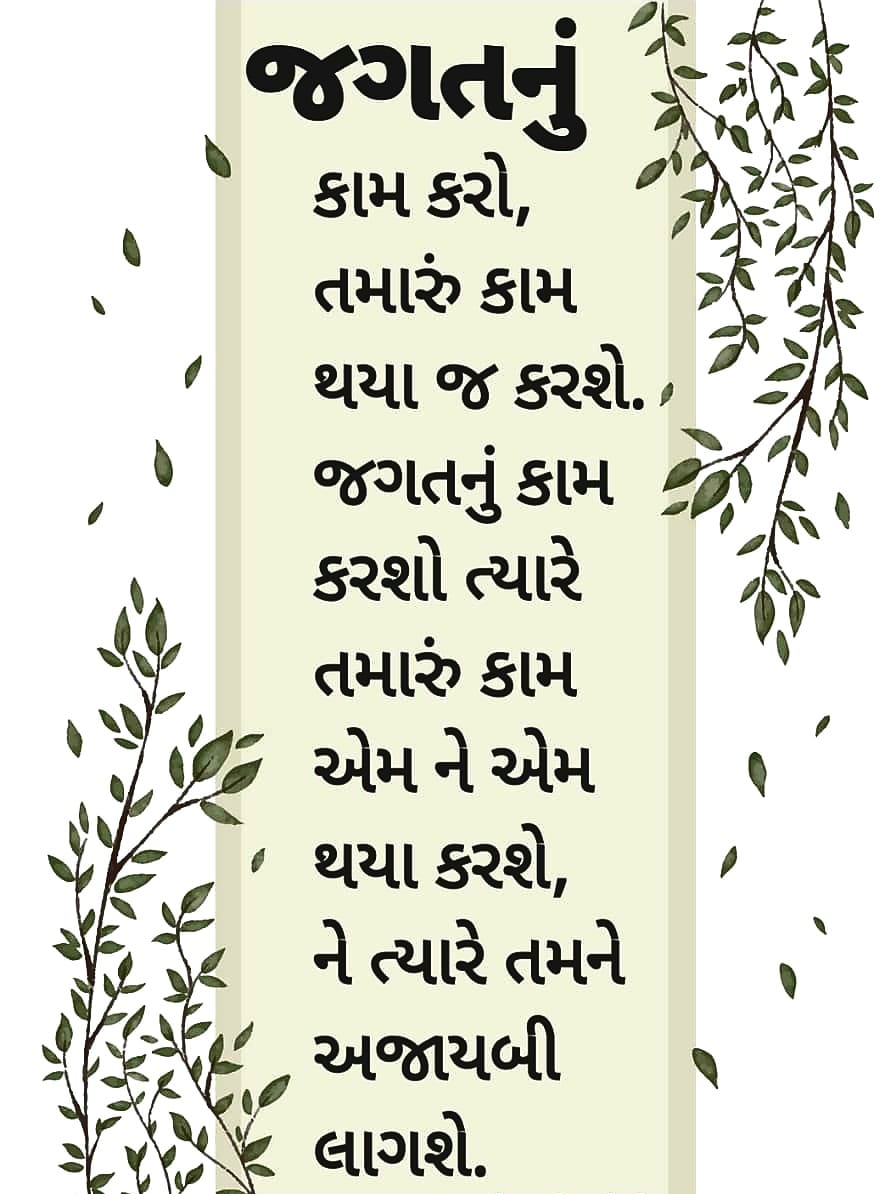 જગતનું
કામ કરો,
તમારું કામ
થયા જ કરશે.
જગતનું કામ
કરશો ત્યારે
તમારું કામ
એમ ને એમ
થયા કરશે,
ને ત્યારે તમને
અજાયબી
લાગશે.